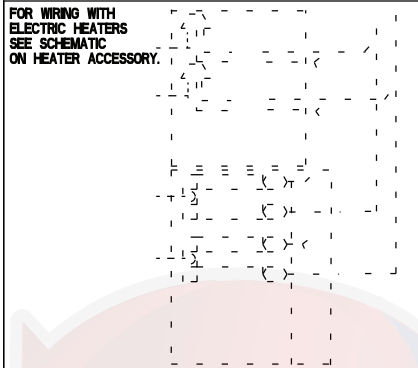 FOR WIRING WITH
ELECTRIC HEATERS
SEE SCHEMATIC
ON HEATER ACCESSORY.